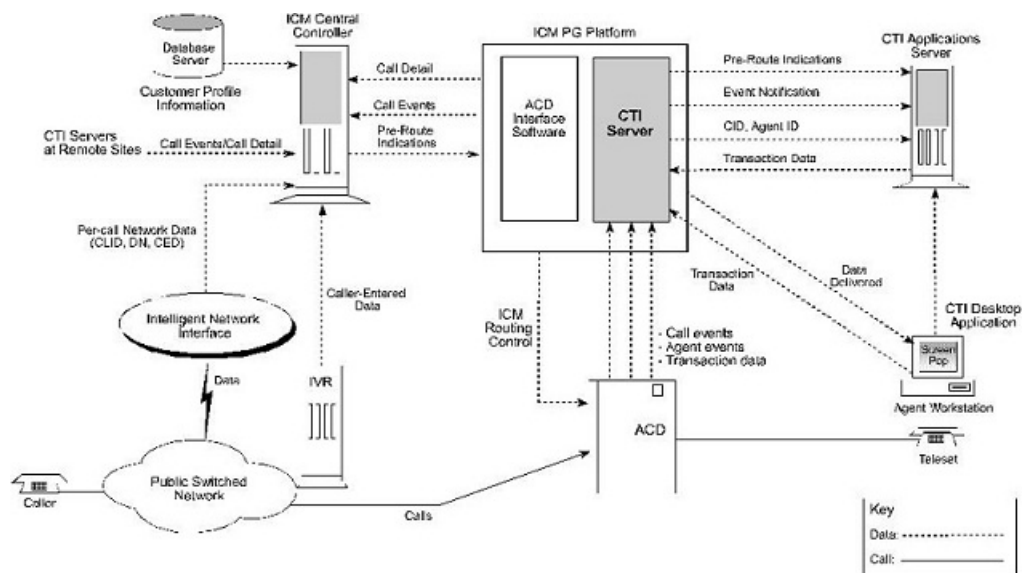 ICM Central
Controller
Database
Server
Customer Profile
Information
CTI Servers
at Remote Sites
Call Events/Call Detail
Call Detail
Call Events
Pre-Route
Indications
ICM PG Platform
ACD
Interface
Software
CTI
Server
CTI Applications
Server
Pre-Route Indications
Event Notification
CID, Agent ID
Transaction Data
Per-call Network Data
(CLID, DN, CED)
Intelligent Network
Interface
Caller-Entered
Data
Data
IVR
Public Switched
Network
Caller
Calls
ICM
Routing
Control
- Call events
- Agent events
- Transaction data
Transaction
Data
Data
Delivered
CTI Desktop
Application
Screen
Pop
Agent Workstation
ACD
Teleset
Key
Data:
Call: